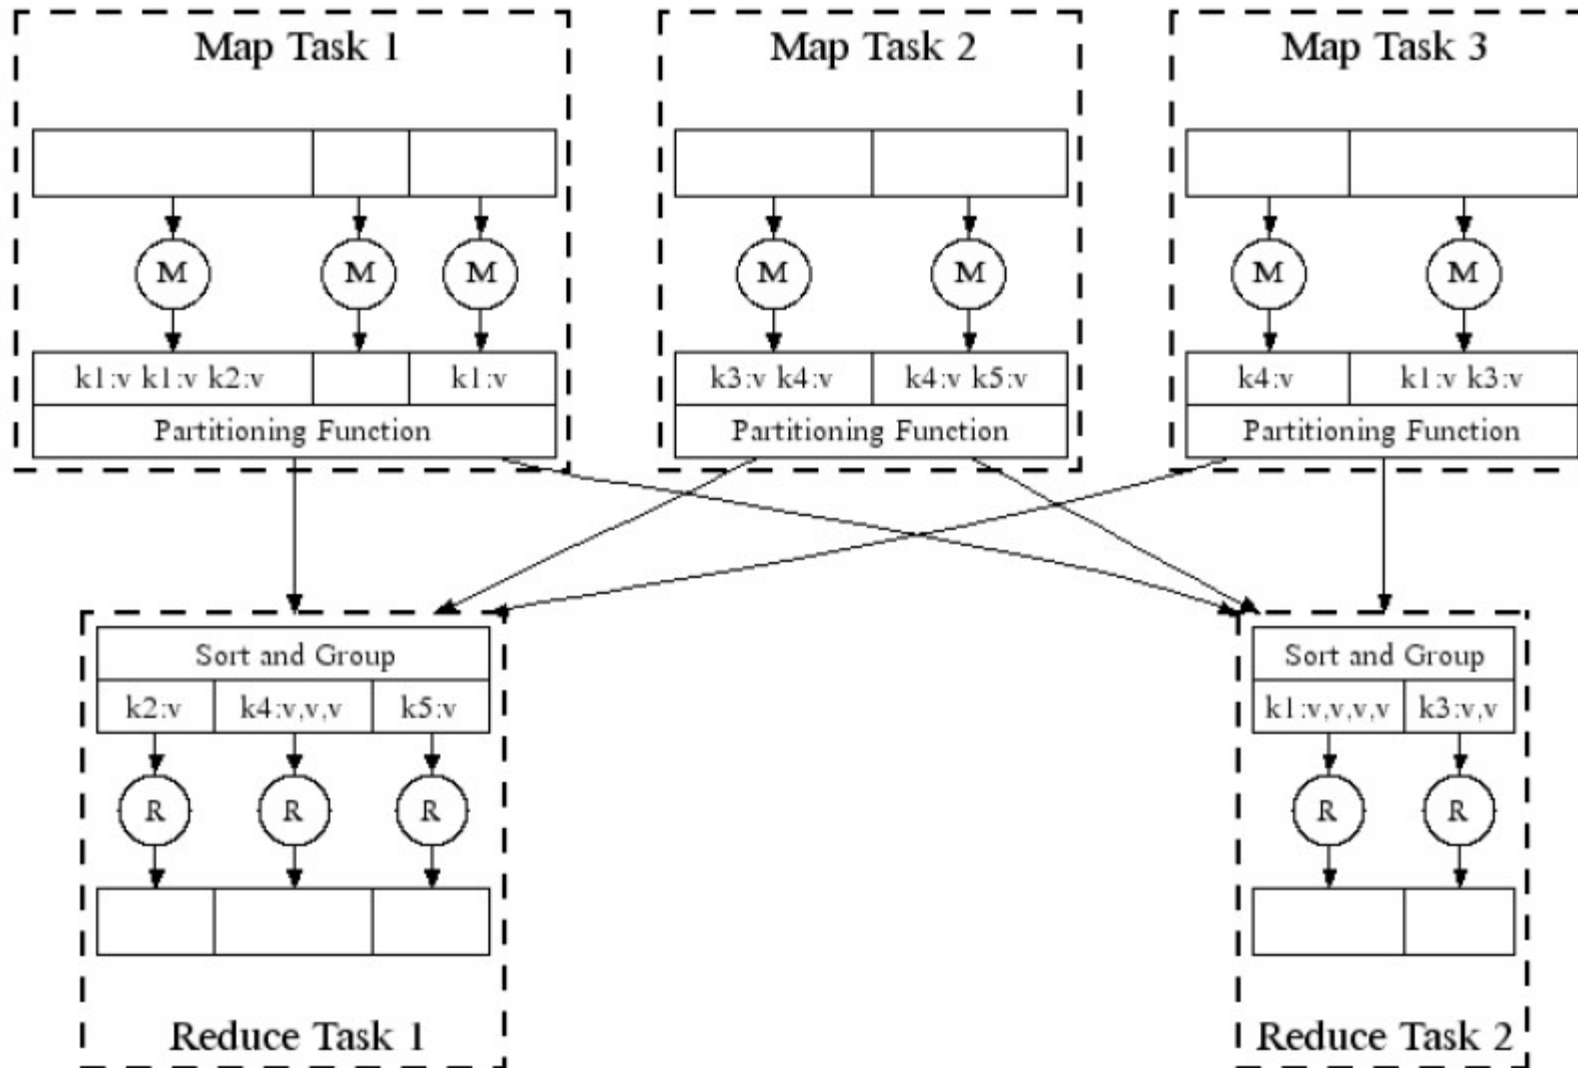 Map Task 1
Map Task 2
Map Task 3
M
M
M
M
M
M
M
k1:v k1:v k2:v
k1:v
k3:v k4:v
k4:v k5:v
k4:v
k1:v k3:v
Partitioning Function
Partitioning Function
Partitioning Function
Sort and Group
k2:v
k4:v,v,v
k5:v
R
R
R
Reduce Task 1
Sort and Group
k1:v,v,v,v
k3:v,v
R
R
Reduce Task 2